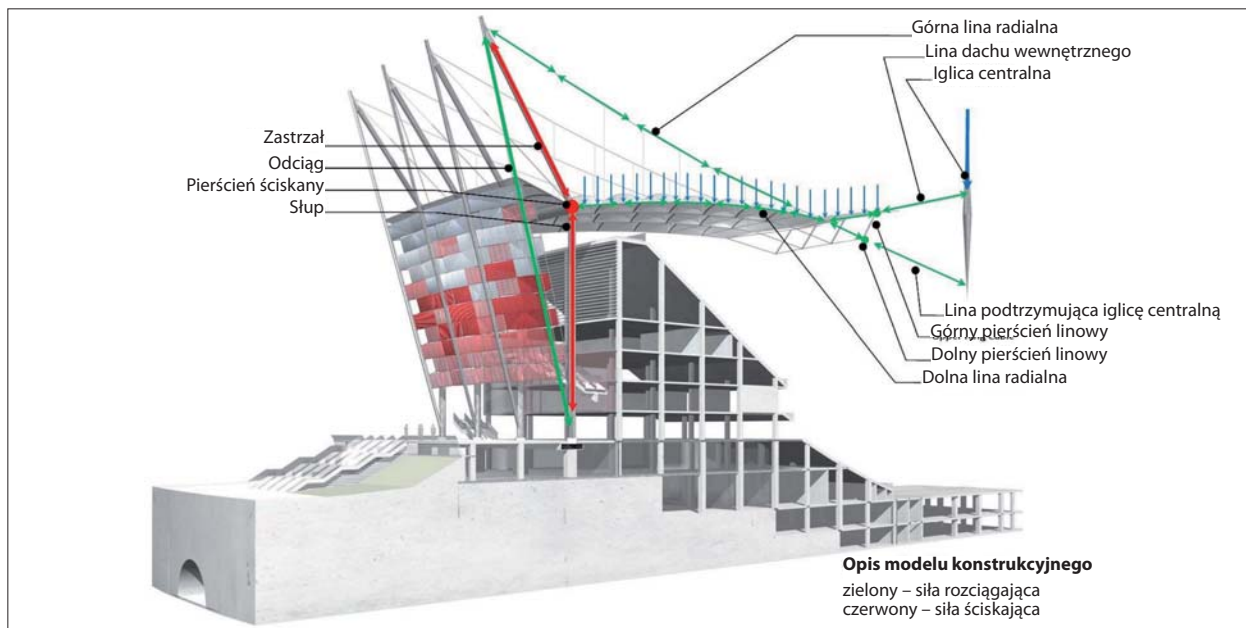 Górna lina radialna
Lina dachu wewnętrznego
Iglica centralna
Zastrzał
Odciąg
Pierścień ściskany
Słup
Lina podtrzymująca iglicę centralną
Górny pierścień linowy
Dolny pierścień linowy
Dolna lina radialna
Opis modelu konstrukcyjnego
zielony – siła rozciągająca
czerwony – siła ściskająca